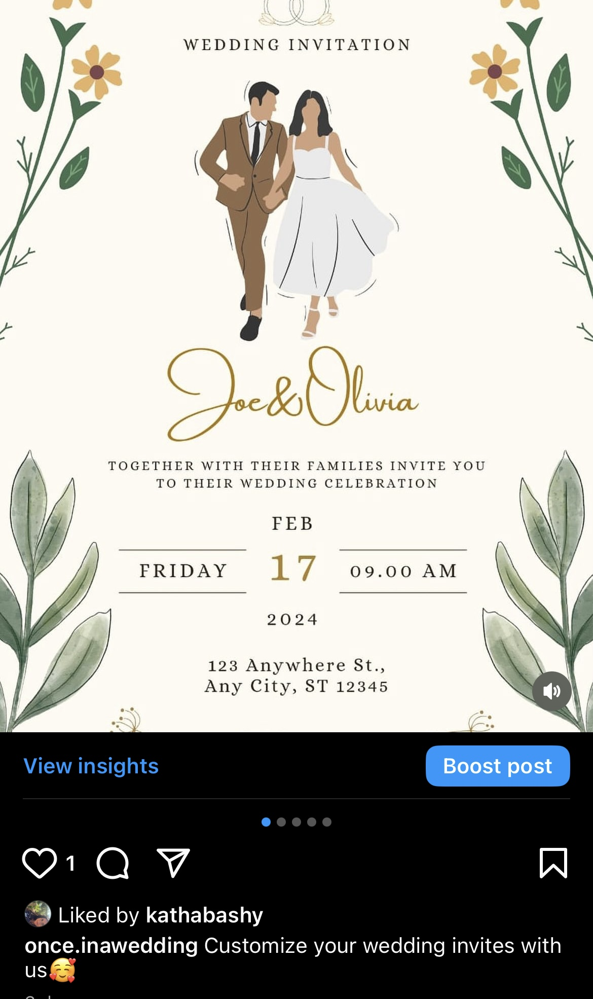 WEDDING INVITATION
Joe & Olivia
TOGETHER WITH THEIR FAMILIES INVITE YOU
TO THEIR WEDDING CELEBRATION
FEB
FRIDAY 17 09.00 AM
2024
123 Anywhere St.,
Any City, ST 12345
View insights Boost post
1
Liked by kathabashy
once.inawedding Customize your wedding invites with
us🥰